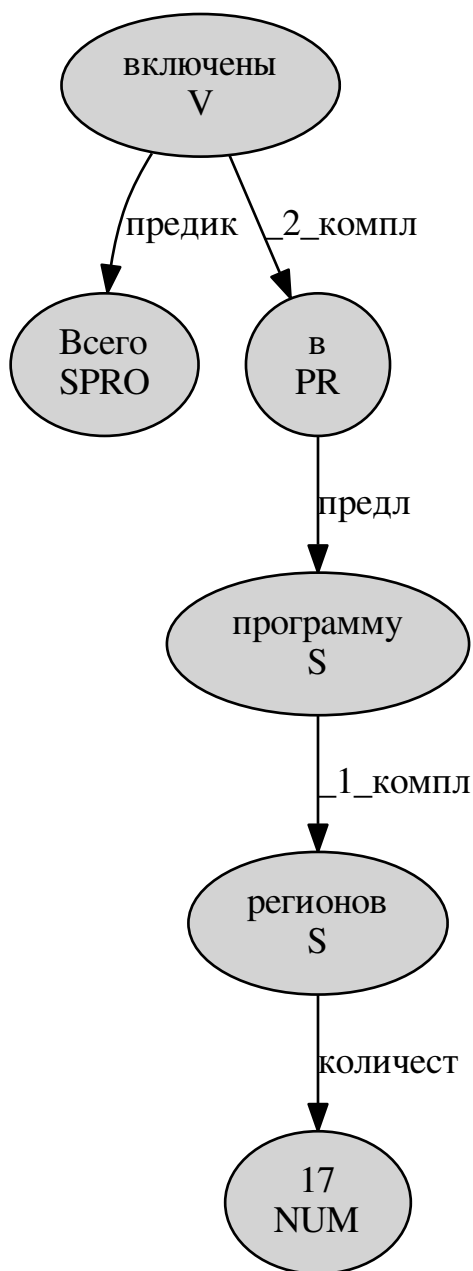 включены
V
предик
_2_компл
Всего
SPRO
в
PR
предл
программу
S
_1_компл
регионов
S
количест
17
NUM